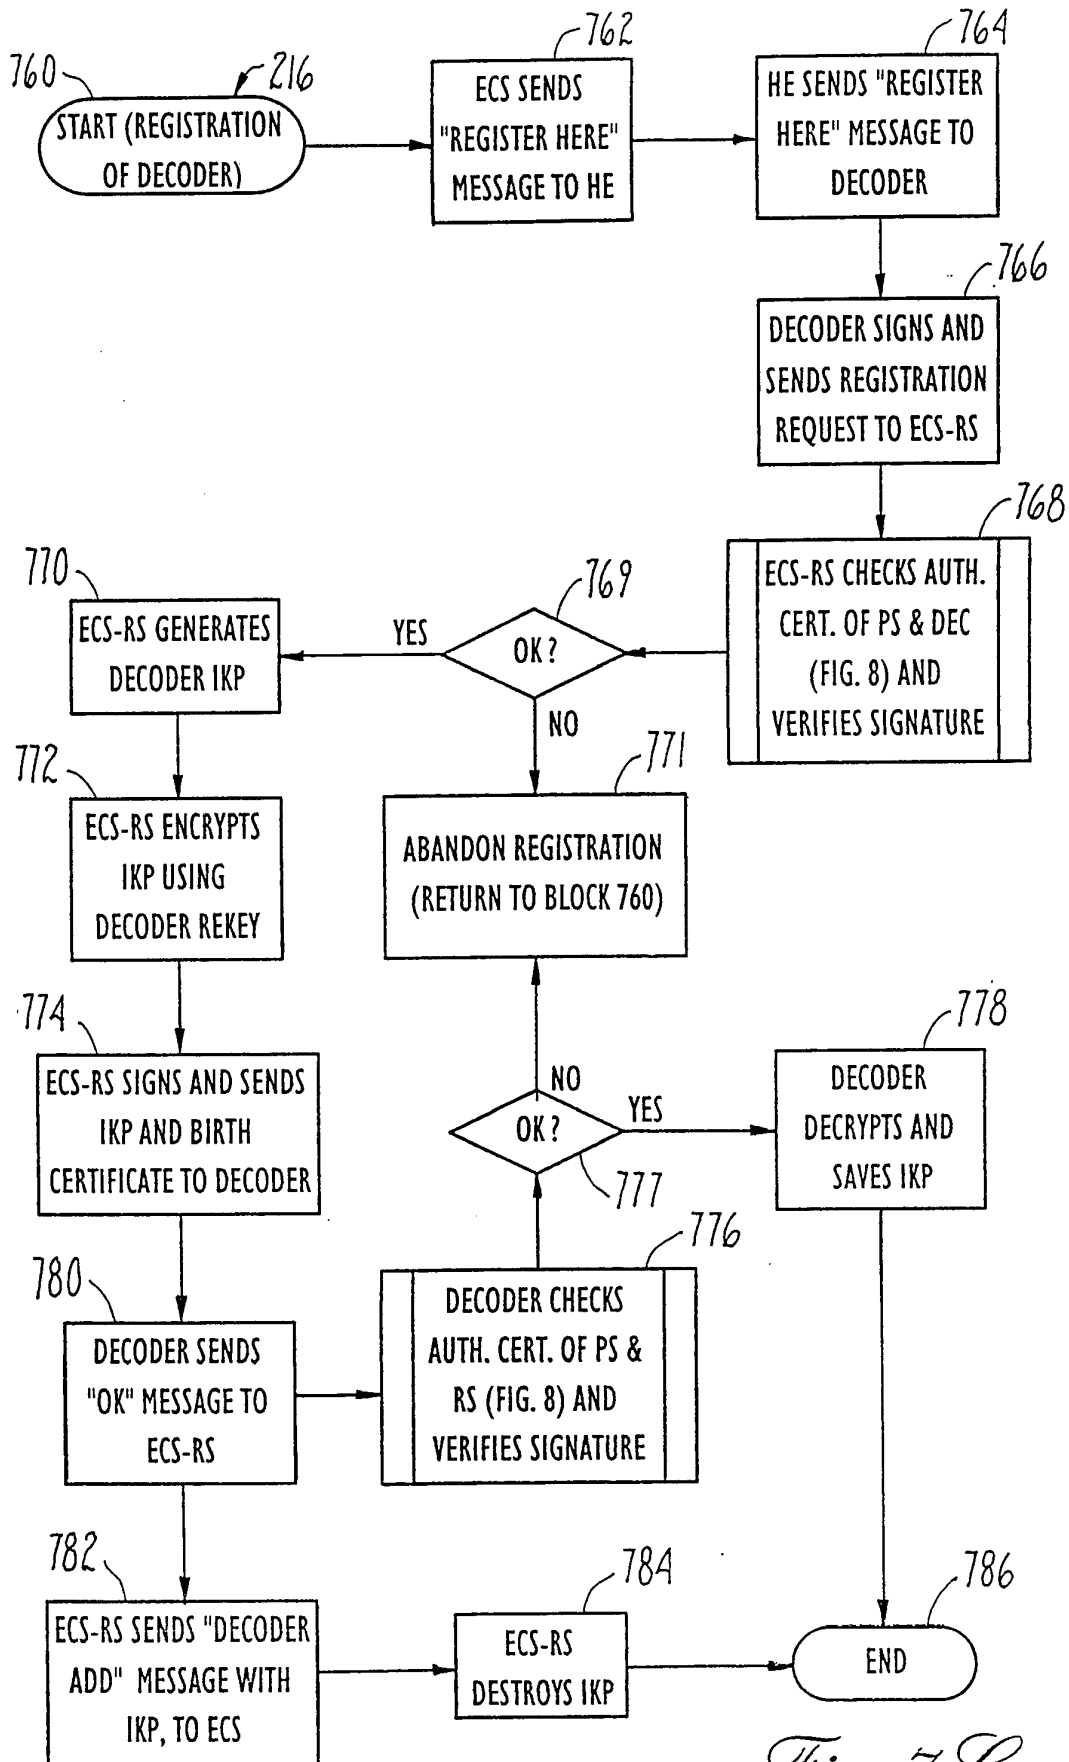 760
216
START (REGISTRATION
OF DECODER)
762
ECS SENDS
"REGISTER HERE"
MESSAGE TO HE
764
HE SENDS "REGISTER
HERE" MESSAGE TO
DECODER
766
DECODER SIGNS AND
SENDS REGISTRATION
REQUEST TO ECS-RS
768
ECS-RS CHECKS AUTH.
CERT. OF PS & DEC
(FIG. 8) AND
VERIFIES SIGNATURE
769
OK?
YES
NO
770
ECS-RS GENERATES
DECODER IKP
771
ABANDON REGISTRATION
(RETURN TO BLOCK 760)
772
ECS-RS ENCRYPTS
IKP USING
DECODER REKEY
774
ECS-RS SIGNS AND SENDS
IKP AND BIRTH
CERTIFICATE TO DECODER
NO
OK?
YES
777
778
DECODER
DECRYPTS AND
SAVES IKP
780
DECODER SENDS
"OK" MESSAGE TO
ECS-RS
776
DECODER CHECKS
AUTH. CERT. OF PS &
RS (FIG. 8) AND
VERIFIES SIGNATURE
782
ECS-RS SENDS "DECODER
ADD" MESSAGE WITH
IKP, TO ECS
784
ECS-RS
DESTROYS IKP
786
END